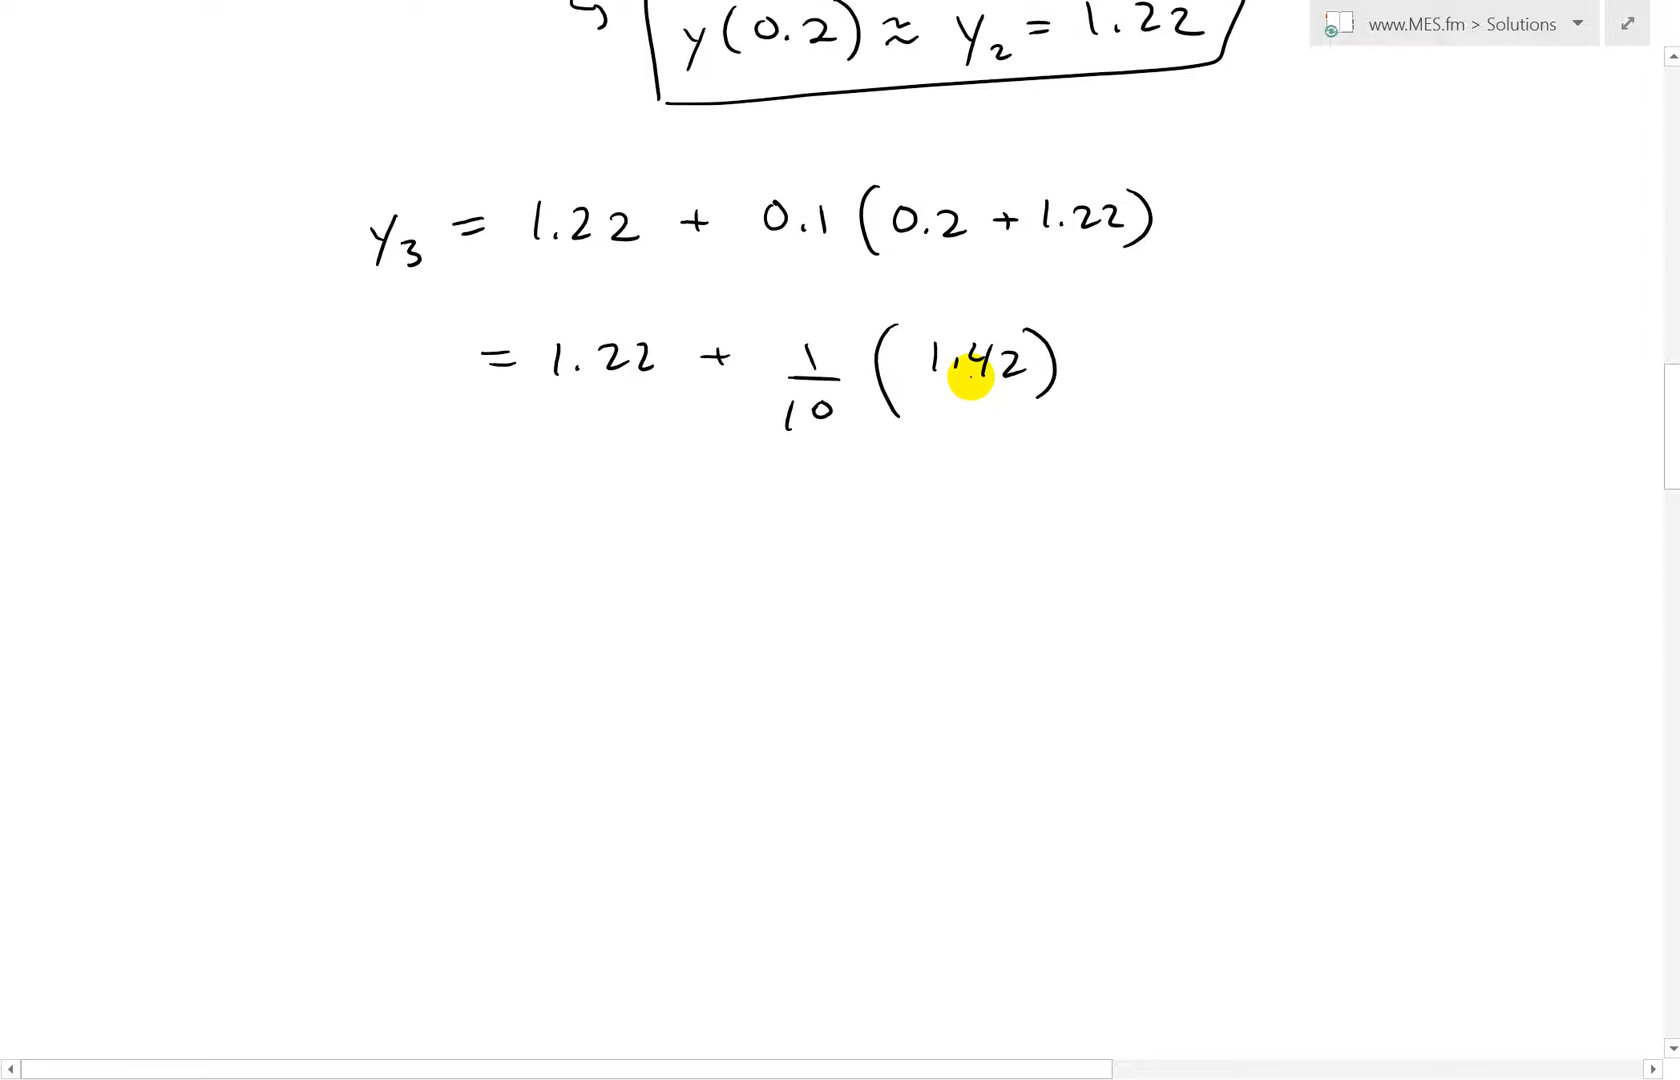 www.MES.fm > Solutions
y(0.2) ≈ y₂ = 1.22
y₃ = 1.22 + 0.1 (0.2 + 1.22)
= 1.22 + 1/10 (1.42)